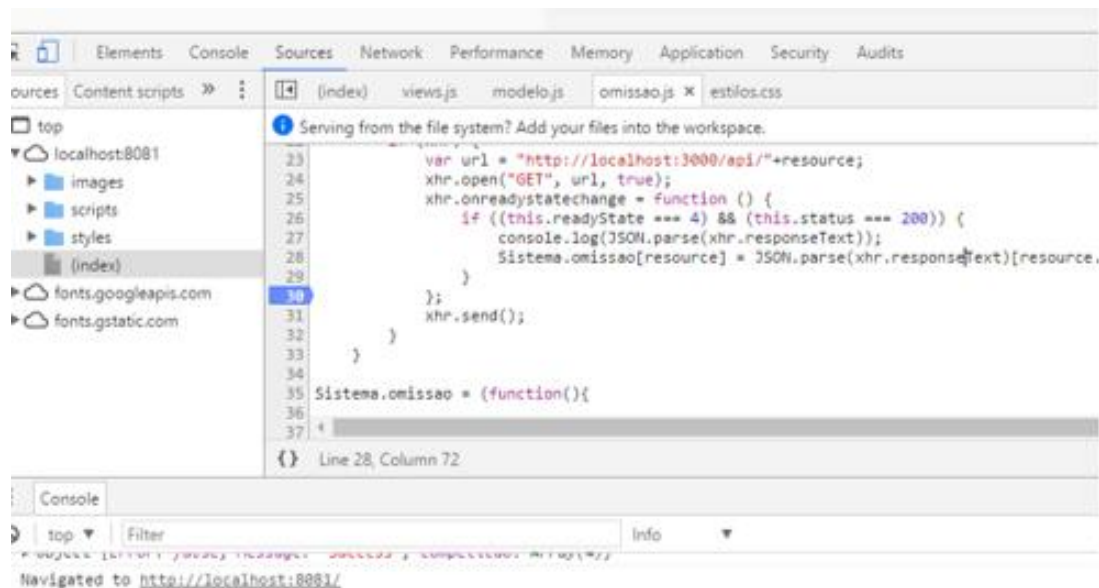 Elements Console Sources Network Performance Memory Application Security Audits
ources Content scripts » (index) views.js modelo.js omissao.js × estilos.css
top
Serving from the file system? Add your files into the workspace.
localhost:8081
images
scripts
styles
(index)
fonts.googleapis.com
fonts.gstatic.com
23 var url = "http://localhost:3000/api/"+resource;
24 xhr.open("GET", url, true);
25 xhr.onreadystatechange = function () {
26 if ((this.readyState === 4) && (this.status === 200)) {
27 console.log(JSON.parse(xhr.responseText));
28 Sistema.omissao[resource] = JSON.parse(xhr.responseText)[resource.
29 }
30 };
31 xhr.send();
32 }
33 }
34
35 Sistema.omissao = (function(){
36
37
{} Line 28, Column 72
Console
top ▼ Filter Info ▼
Navigated to http://localhost:8081/